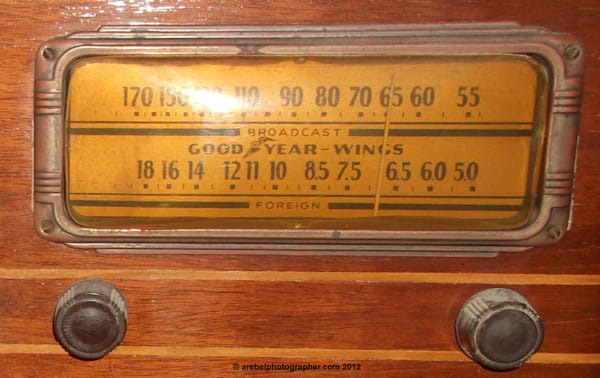 170 150 110 90 80 70 65 60 55
BROADCAST
GOOD YEAR-WINGS
18 16 14 12 11 10 8.5 7.5 6.5 6.0 5.0
FOREIGN
© arebelphotographer.com 2012